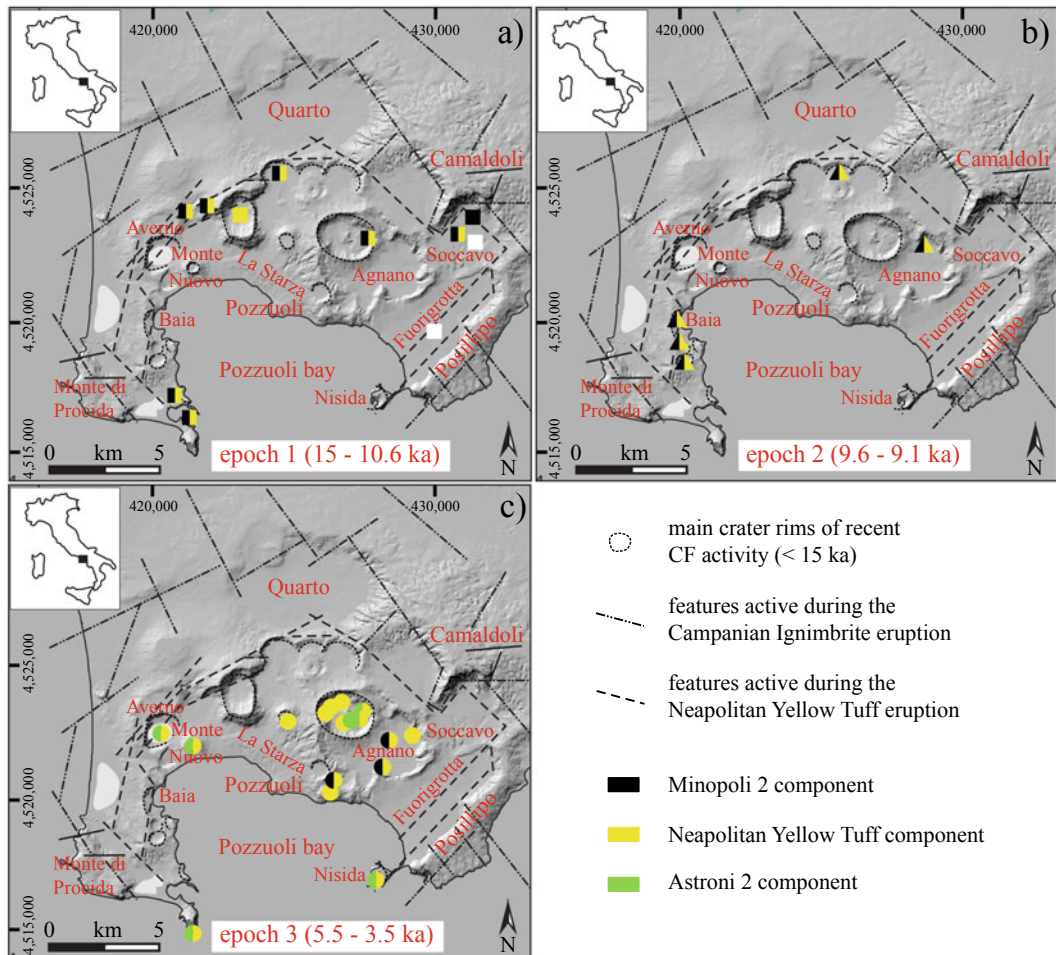 420,000
430,000
a)
Quarto
Camaldoli
4,525,000
Averno
Monte
Nuovo
La Starza
Agnano
Soccavo
4,520,000
Baia
Pozzuoli
Fuorigrotta
Posillipo
Pozzuoli bay
Monte di
Procida
Nisida
4,515,000
0 km 5
epoch 1 (15 - 10.6 ka)
N
420,000
430,000
b)
Quarto
Camaldoli
4,525,000
Averno
Monte
Nuovo
La Starza
Agnano
Soccavo
4,520,000
Baia
Pozzuoli
Fuorigrotta
Posillipo
Pozzuoli bay
Monte di
Procida
Nisida
4,515,000
0 km 5
epoch 2 (9.6 - 9.1 ka)
N
420,000
430,000
c)
Quarto
Camaldoli
4,525,000
Averno
Monte
Nuovo
La Starza
Agnano
Soccavo
4,520,000
Baia
Pozzuoli
Fuorigrotta
Posillipo
Pozzuoli bay
Monte di
Procida
Nisida
4,515,000
0 km 5
epoch 3 (5.5 - 3.5 ka)
N
main crater rims of recent
CF activity (< 15 ka)
features active during the
Campanian Ignimbrite eruption
features active during the
Neapolitan Yellow Tuff eruption
Minopoli 2 component
Neapolitan Yellow Tuff component
Astroni 2 component